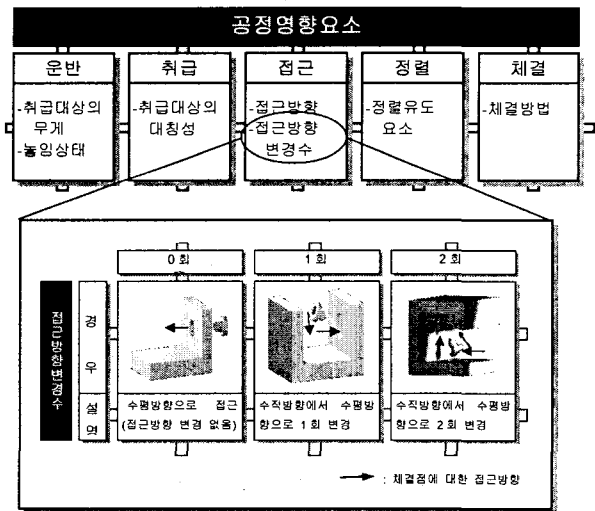 공정영향요소
운반
-취급대상의
무게
-놓임상태
취급
-취급대상의
대칭성
접근
-접근방향
-접근방향
변경수
정렬
-정렬유도
요소
체결
-체결방법
0회
1회
2회
접근방향변경수
경우
수평방향으로 접근
(접근방향 변경 없음)
수직방향에서 수평방
향으로 1회 변경
수직방향에서 수평방
향으로 2회 변경
설명
: 체결점에 대한 접근방향